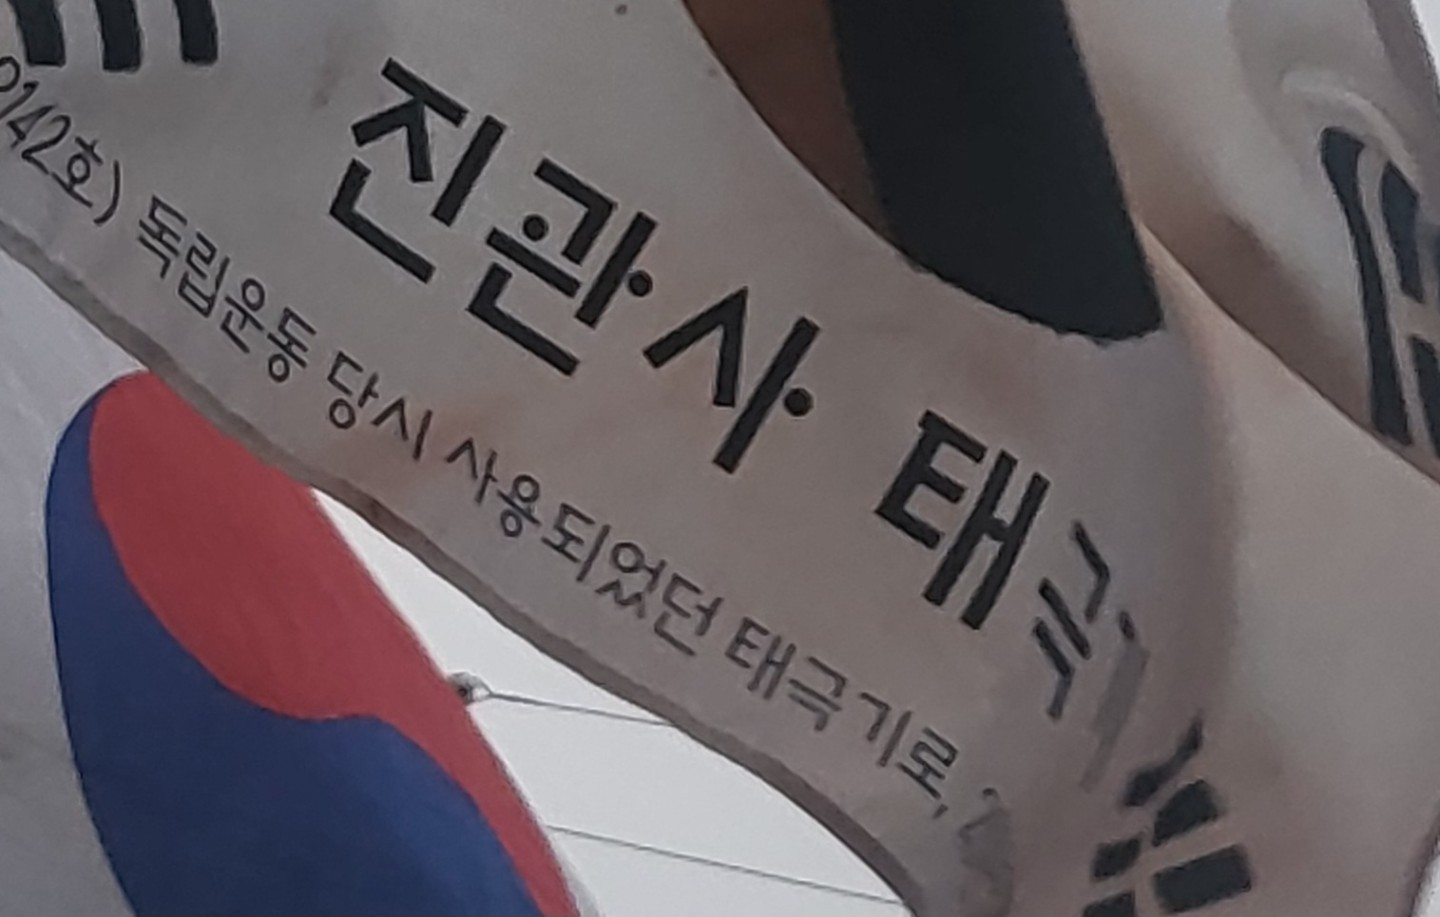 진관사 태극기
142호) 독립운동 당시 사용되었던 태극기로,